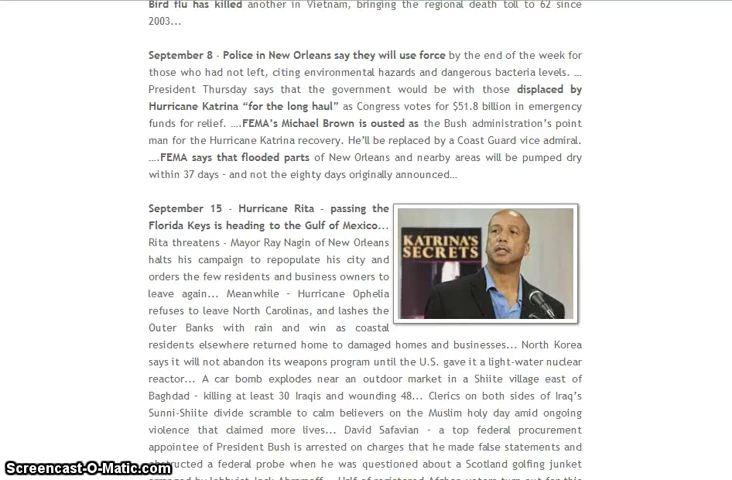 Bird flu has killed another in Vietnam, bringing the regional death toll to 62 since
2003...
September 8 - Police in New Orleans say they will use force by the end of the week for
those who had not left, citing environmental hazards and dangerous bacteria levels. …
President Thursday says that the government would be with those displaced by
Hurricane Katrina “for the long haul” as Congress votes for $51.8 billion in emergency
funds for relief. ….FEMA’s Michael Brown is ousted as the Bush administration’s point
man for the Hurricane Katrina recovery. He’ll be replaced by a Coast Guard vice admiral.
….FEMA says that flooded parts of New Orleans and nearby areas will be pumped dry
within 37 days - and not the eighty days originally announced…
September 15 - Hurricane Rita - passing the
Florida Keys is heading to the Gulf of Mexico...
Rita threatens - Mayor Ray Nagin of New Orleans
halts his campaign to repopulate his city and
orders the few residents and business owners to
leave again... Meanwhile - Hurricane Ophelia
refuses to leave North Carolinas, and lashes the
Outer Banks with rain and win as coastal
KATRINA'S
SECRETS
residents elsewhere returned home to damaged homes and businesses... North Korea
says it will not abandon its weapons program until the U.S. gave it a light-water nuclear
reactor... A car bomb explodes near an outdoor market in a Shiite village east of
Baghdad - killing at least 30 Iraqis and wounding 48... Clerics on both sides of Iraq’s
Sunni-Shiite divide scramble to calm believers on the Muslim holy day amid ongoing
violence that claimed more lives... David Safavian - a top federal procurement
appointee of President Bush is arrested on charges that he made false statements and
obstructed a federal probe when he was questioned about a Scotland golfing junket
Screencast-O-Matic.com